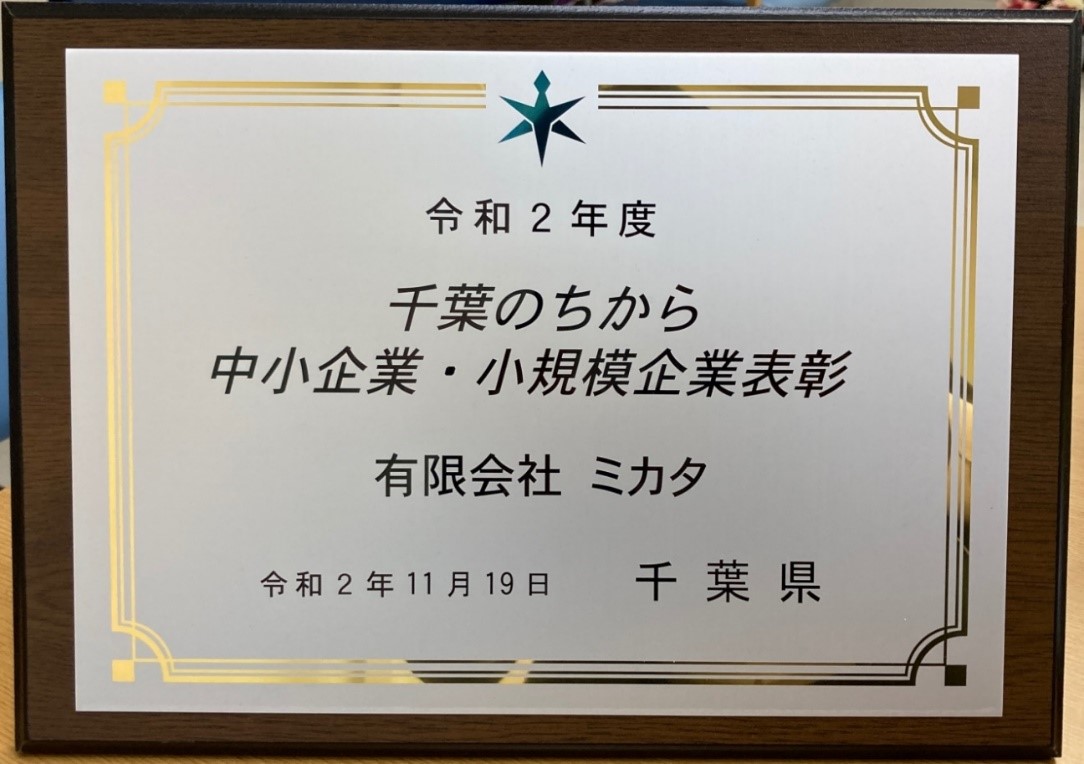 令和２年度
千葉のちから
中小企業・小規模企業表彰
有限会社 ミカタ
令和２年11月19日 千葉県